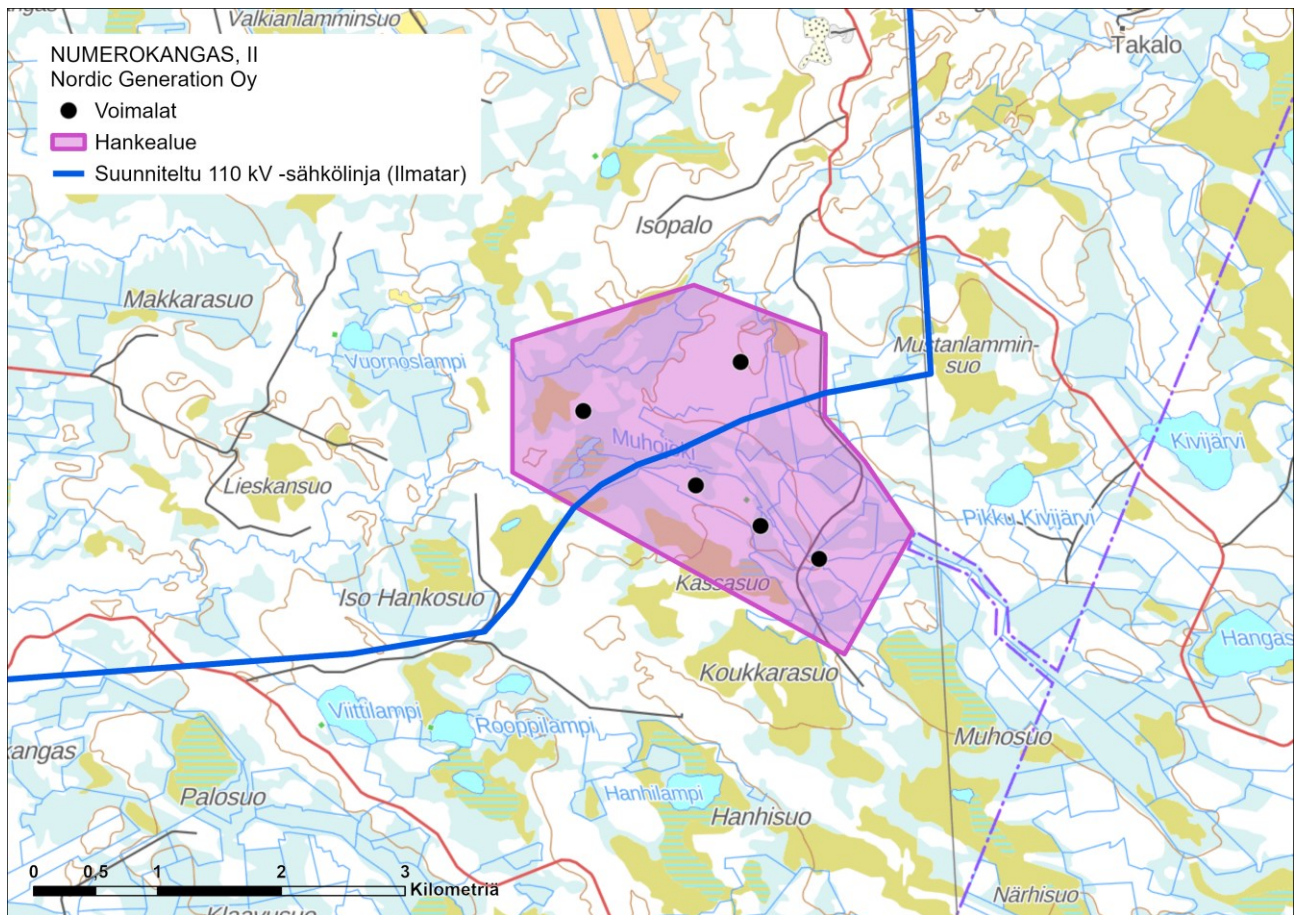 Valkianlamminsuo
NUMEROKANGAS, II
Nordic Generation Oy
Voimalat
Hankealue
Suunniteltu 110 kV -sähkölinja (Ilmatar)
Takalo
Isopalo
Makkarasuo
Vuornoslampi
Mustanlammin-
suo
Muhojoki
Kivijärvi
Lieskansuo
Pikku Kivijärvi
Kassasuo
Iso Hankosuo
Hangas
Koukkarasuo
Viittilampi
Rooppilampi
Muhosuo
kangas
Palosuo
Hanhilampi
Hanhisuo
0 0,5 1 2 3
Kilometriä
Närhisuo
Klaavusuo